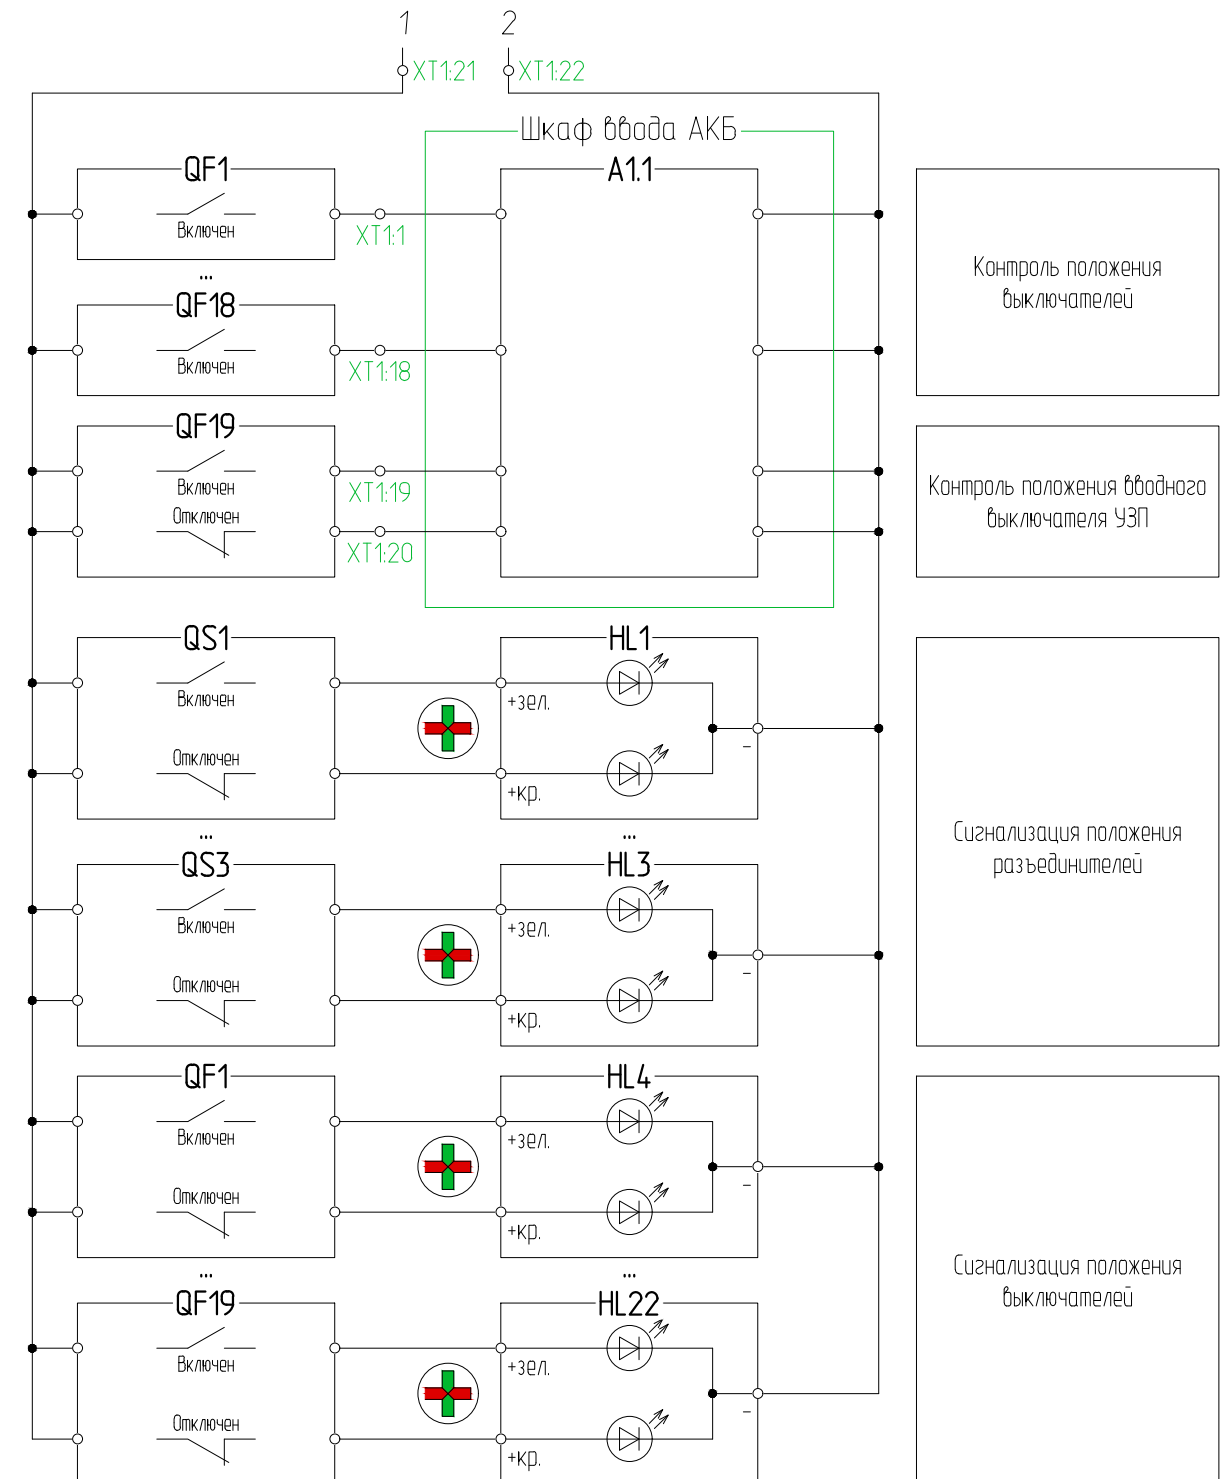 1 2
XT1:21 XT1:22
Шкаф ввода АКБ
QF1 A1.1
Включен
XT1:1
Контроль положения
выключателей
...
QF18
Включен
XT1:18
QF19
Включен
XT1:19
Отключен
XT1:20
Контроль положения вводного
выключателя УЗП
QS1 HL1
Включен
+зел.
Отключен
–
+кр.
... ...
Сигнализация положения
разъединителей
QS3 HL3
Включен
+зел.
Отключен
–
+кр.
QF1 HL4
Включен
+зел.
Отключен
–
+кр.
... ...
Сигнализация положения
выключателей
QF19 HL22
Включен
+зел.
Отключен
–
+кр.